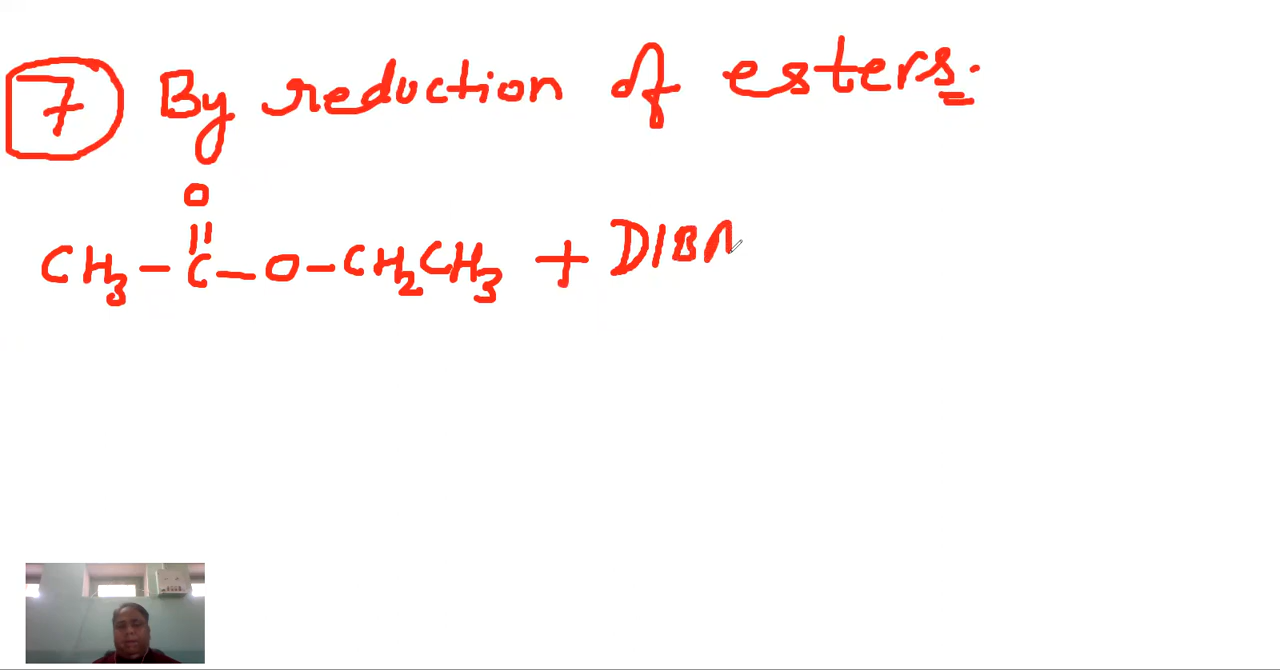 7 By reduction of esters.
O
||
CH3 - C - O - CH2CH3 + DIBA